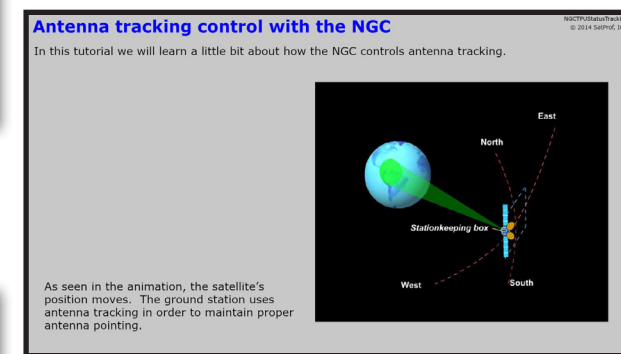 Antenna tracking control with the NGC
© 2014 SatProf, I
In this tutorial we will learn a little bit about how the NGC controls antenna tracking.
East
North
Stationkeeping box
West
South
As seen in the animation, the satellite's
position moves. The ground station uses
antenna tracking in order to maintain proper
antenna pointing.